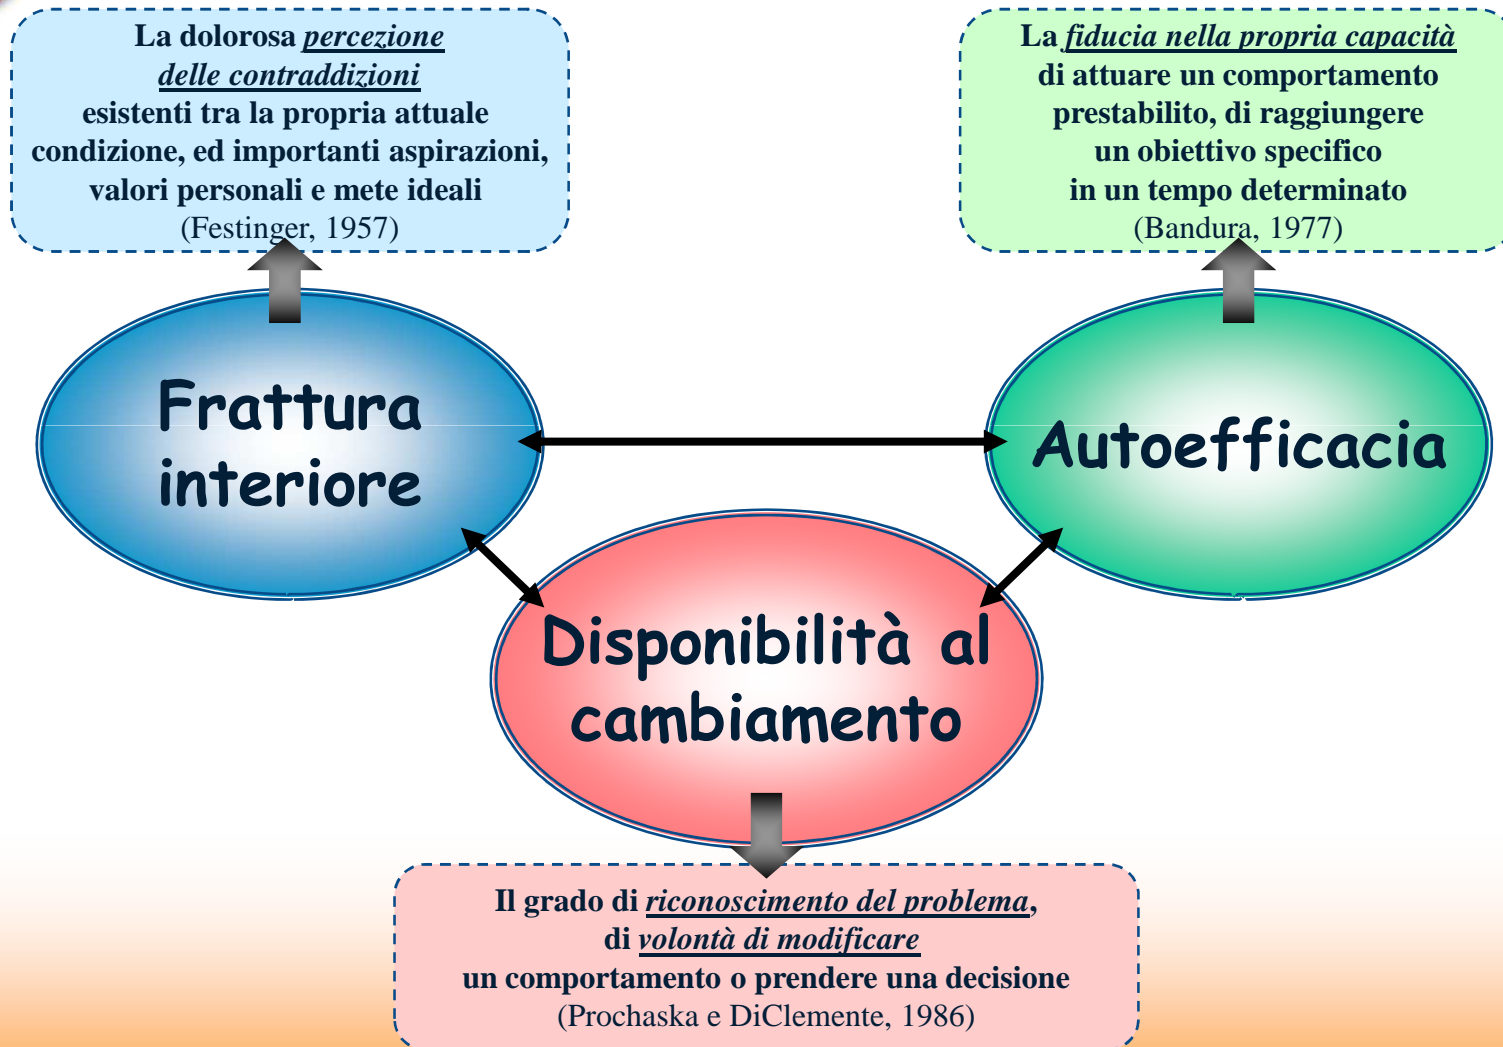 La dolorosa percezione
delle contraddizioni
esistenti tra la propria attuale
condizione, ed importanti aspirazioni,
valori personali e mete ideali
(Festinger, 1957)
La fiducia nella propria capacità
di attuare un comportamento
prestabilito, di raggiungere
un obiettivo specifico
in un tempo determinato
(Bandura, 1977)
Frattura
interiore
Autoefficacia
Disponibilità al
cambiamento
Il grado di riconoscimento del problema,
di volontà di modificare
un comportamento o prendere una decisione
(Prochaska e DiClemente, 1986)